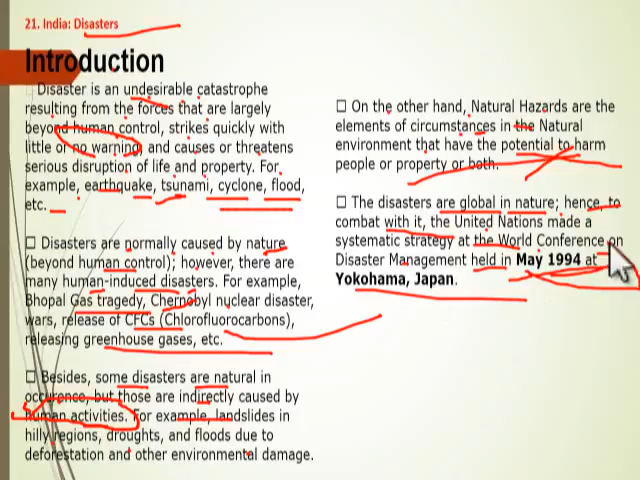 21. India: Disasters
Introduction
Disaster is an undesirable catastrophe
resulting from the forces that are largely
beyond human control, strikes quickly with
little or no warning, and causes or threatens
serious disruption of life and property. For
example, earthquake, tsunami, cyclone, flood,
etc.
Disasters are normally caused by nature
(beyond human control); however, there are
many human-induced disasters. For example,
Bhopal Gas tragedy, Chernobyl nuclear disaster,
wars, release of CFCs (Chlorofluorocarbons),
releasing greenhouse gases, etc.
Besides, some disasters are natural in
occurence, but those are indirectly caused by
human activities. For example, landslides in
hilly regions, droughts, and floods due to
deforestation and other environmental damage.
On the other hand, Natural Hazards are the
elements of circumstances in the Natural
environment that have the potential to harm
people or property or both.
The disasters are global in nature; hence, to
combat with it, the United Nations made a
systematic strategy at the World Conference on
Disaster Management held in May 1994 at
Yokohama, Japan.